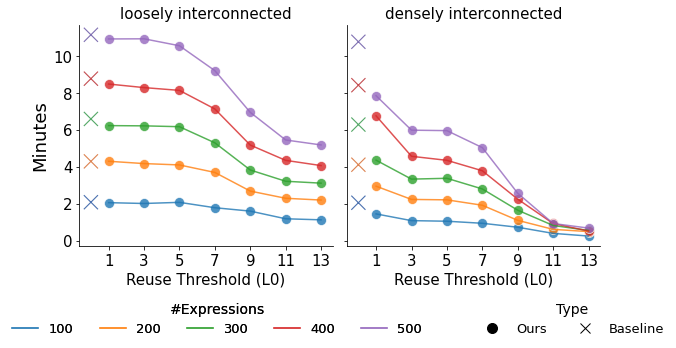 loosely interconnected
densely interconnected
Minutes
10
8
6
4
2
0
1 3 5 7 9 11 13
1 3 5 7 9 11 13
Reuse Threshold (L0)
Reuse Threshold (L0)
#Expressions
100 200 300 400 500
Type
Ours Baseline